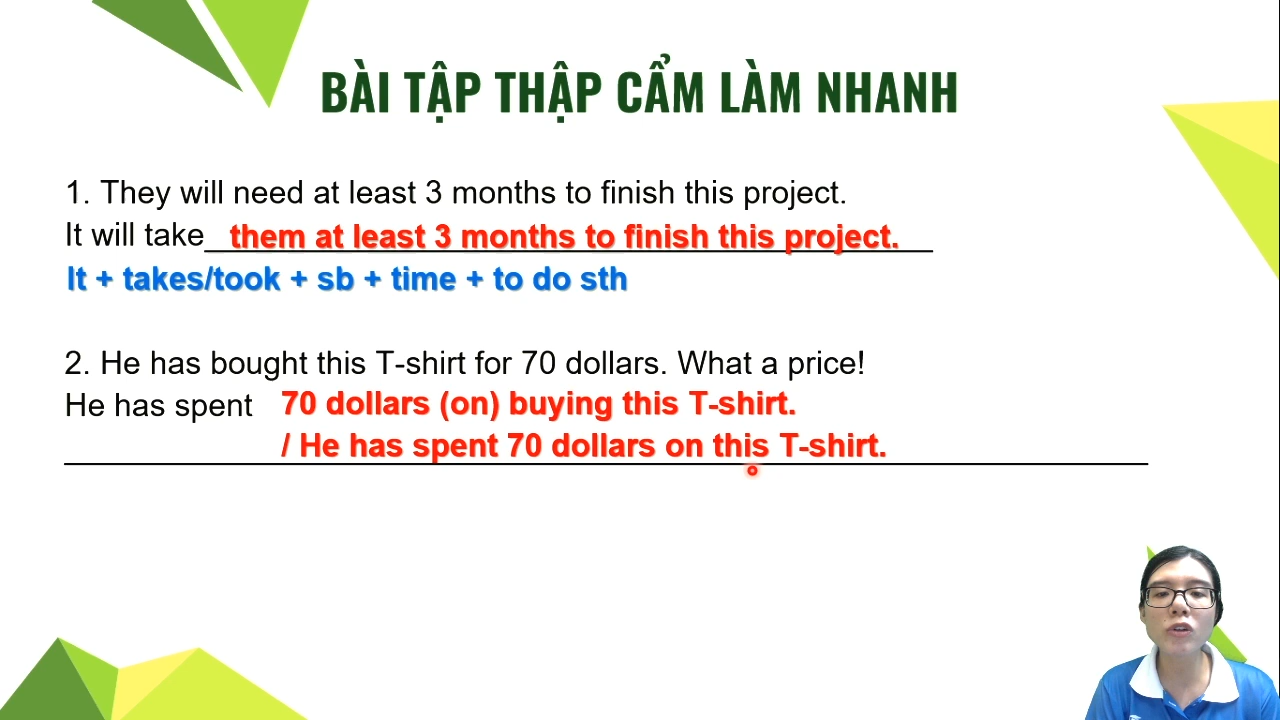 BÀI TẬP THẬP CẨM LÀM NHANH
1. They will need at least 3 months to finish this project.
It will take them at least 3 months to finish this project.
It + takes/took + sb + time + to do sth
2. He has bought this T-shirt for 70 dollars. What a price!
He has spent 70 dollars (on) buying this T-shirt.
/ He has spent 70 dollars on this T-shirt.